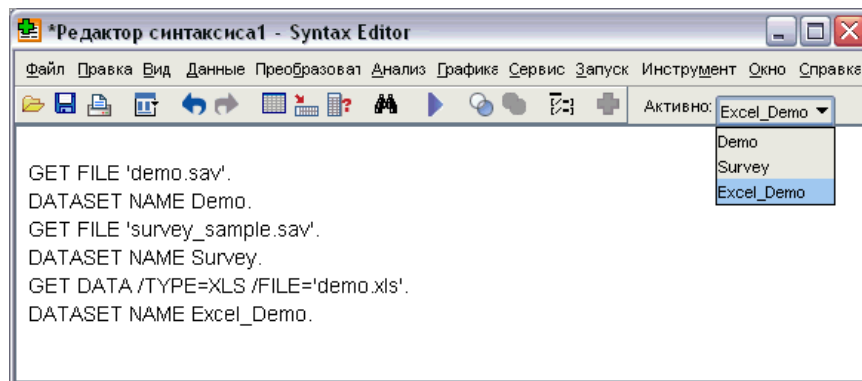 *Редактор синтаксиса1 - Syntax Editor
Файл Правка Вид Данные Преобразоват Анализ Графика Сервис Запуск Инструмент Окно Справка
Активно: Excel_Demo
Demo
Survey
Excel_Demo
GET FILE 'demo.sav'.
DATASET NAME Demo.
GET FILE 'survey_sample.sav'.
DATASET NAME Survey.
GET DATA /TYPE=XLS /FILE='demo.xls'.
DATASET NAME Excel_Demo.